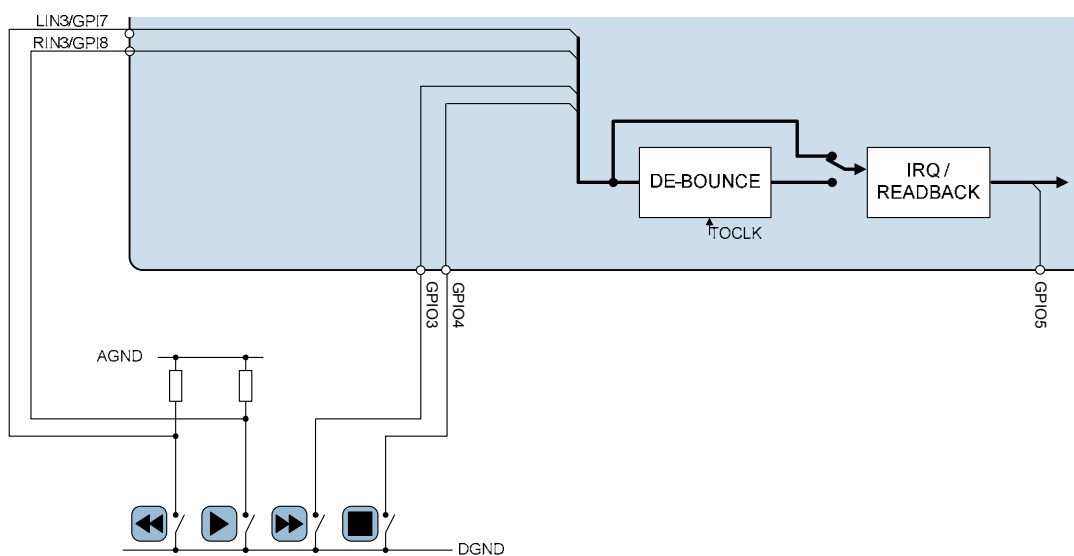 LIN3/GPI7
RIN3/GPI8
DE-BOUNCE
IRQ /
READBACK
TOCLK
GPIO3
GPIO4
GPIO5
AGND
DGND